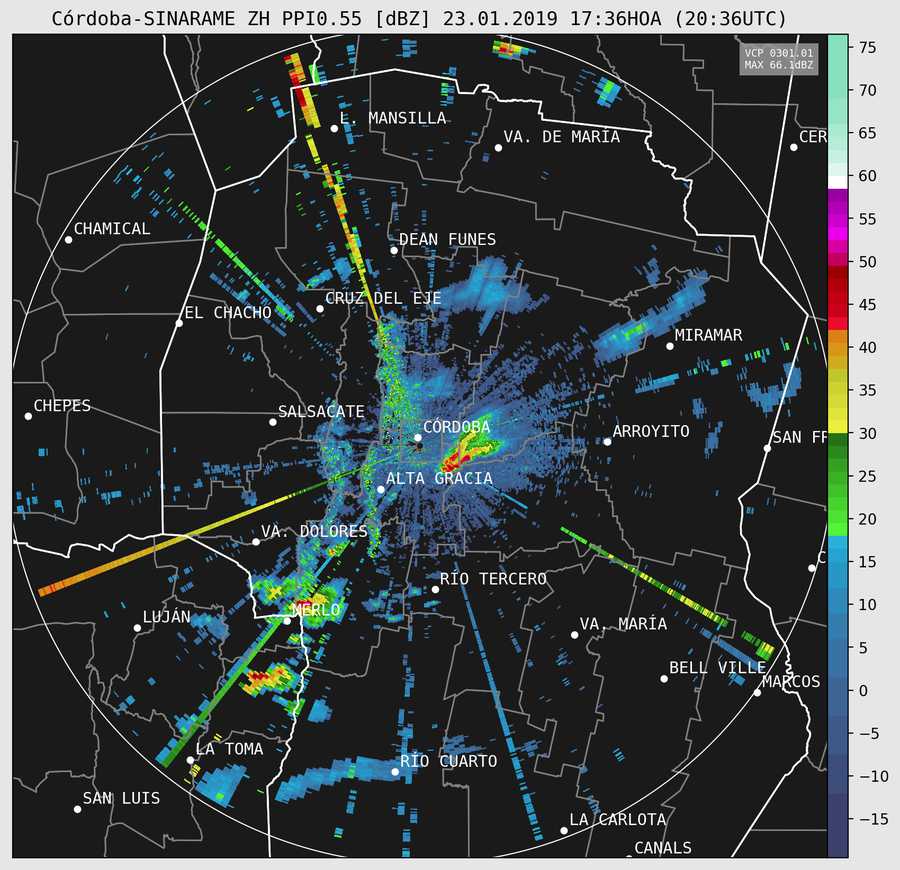 Córdoba-SINARAME ZH PPI0.55 [dBZ] 23.01.2019 17:36HOA (20:36UTC)
VCP 0301.01
MAX 66.1dBZ
L. MANSILLA
VA. DE MARÍA
CER
CHAMICAL
DEAN FUNES
CRUZ DEL EJE
EL CHACHO
MIRAMAR
CHEPES
SALSACATE
CÓRDOBA
ARROYITO
SAN FR
ALTA GRACIA
VA. DOLORES
C
RÍO TERCERO
MERLO
LUJÁN
VA. MARÍA
BELL VILLE
MARCOS
LA TOMA
RÍO CUARTO
SAN LUIS
LA CARLOTA
CANALS
75
70
65
60
55
50
45
40
35
30
25
20
15
10
5
0
−5
−10
−15